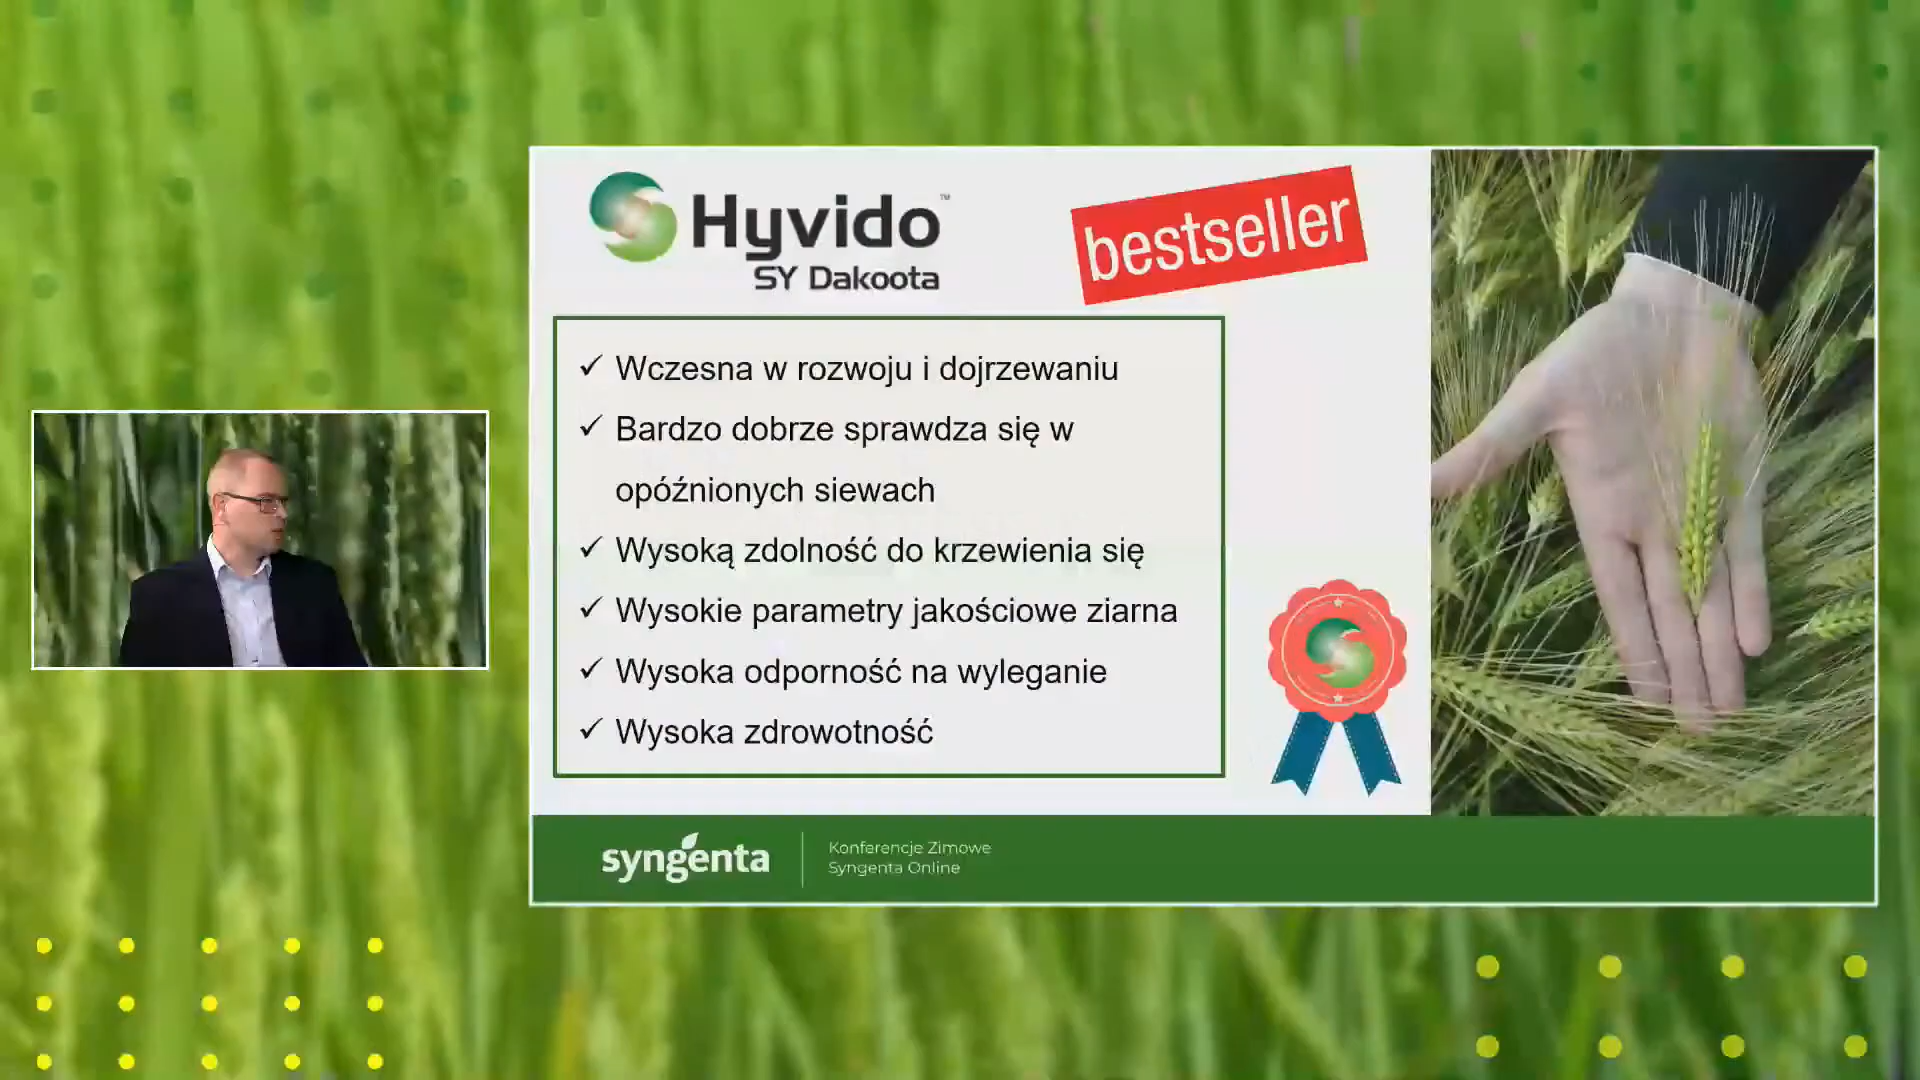 Hyvido™
SY Dakoota
bestseller
✓ Wczesna w rozwoju i dojrzewaniu
✓ Bardzo dobrze sprawdza się w
opóźnionych siewach
✓ Wysoką zdolność do krzewienia się
✓ Wysokie parametry jakościowe ziarna
✓ Wysoka odporność na wyleganie
✓ Wysoka zdrowotność
syngenta
Konferencje Zimowe
Syngenta Online